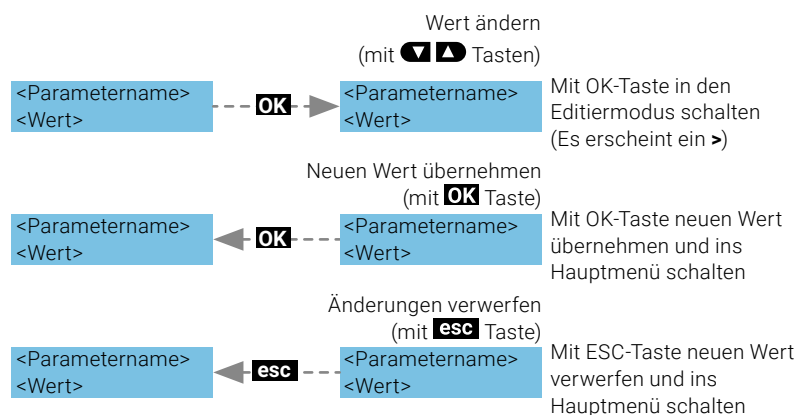 Wert ändern
(mit ▼ ▲ Tasten)
<Parametername>
<Wert>
OK
<Parametername>
<Wert>
Mit OK-Taste in den
Editiermodus schalten
(Es erscheint ein >)
Neuen Wert übernehmen
(mit OK Taste)
<Parametername>
<Wert>
OK
<Parametername>
<Wert>
Mit OK-Taste neuen Wert
übernehmen und ins
Hauptmenü schalten
Änderungen verwerfen
(mit esc Taste)
<Parametername>
<Wert>
esc
<Parametername>
<Wert>
Mit ESC-Taste neuen Wert
verwerfen und ins
Hauptmenü schalten